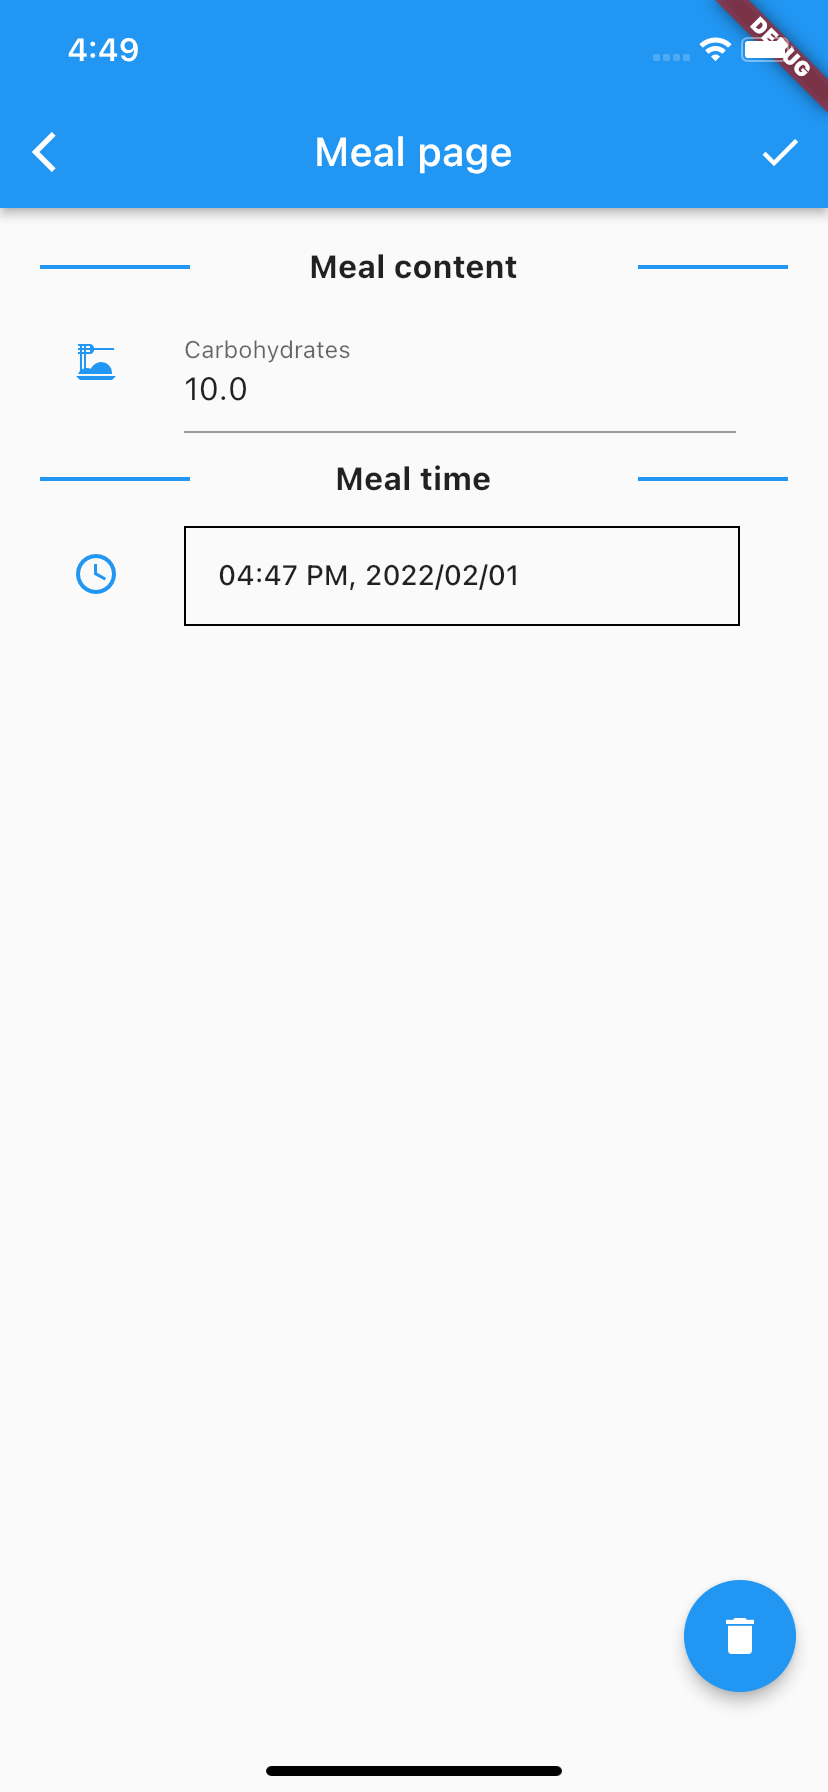 4:49
DEBUG
Meal page
Meal content
Carbohydrates
10.0
Meal time
04:47 PM, 2022/02/01